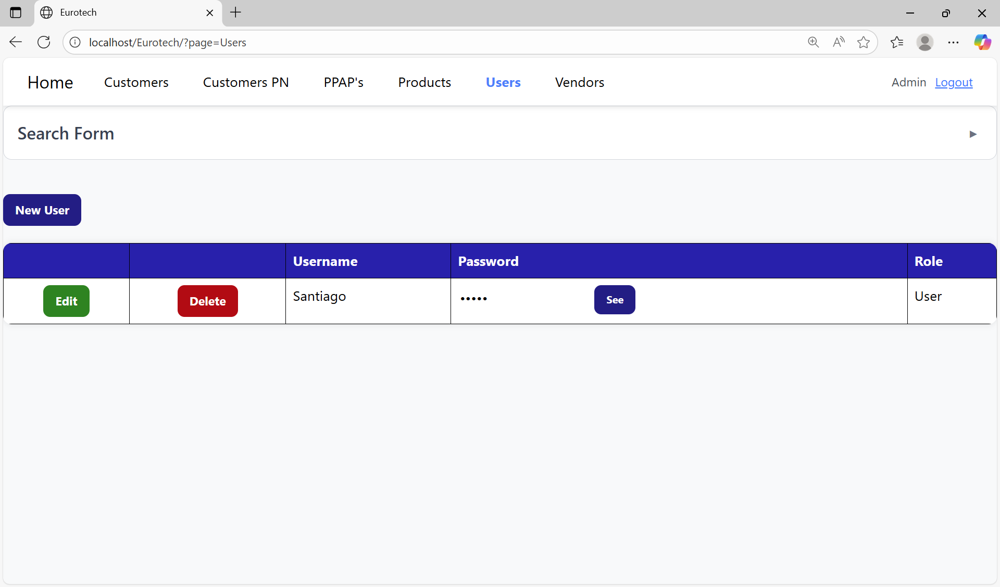 Eurotech
localhost/Eurotech/?page=Users
Home Customers Customers PN PPAP's Products Users Vendors Admin Logout
Search Form
New User
Username Password Role
Edit Delete Santiago ••••• See User